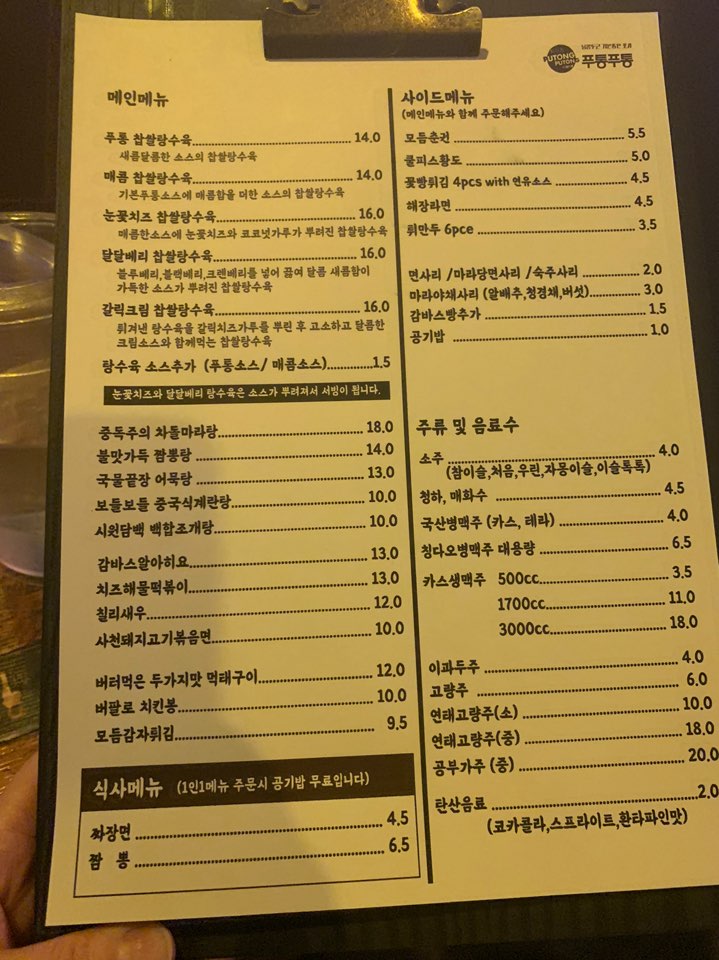 PUTONG
PUTONG
푸통푸통
메인메뉴
푸통 찹쌀탕수육 14.0
새콤달콤한 소스의 찹쌀탕수육
매콤 찹쌀탕수육 14.0
기본푸통소스에 매콤함을 더한 소스의 찹쌀탕수육
눈꽃치즈 찹쌀탕수육 16.0
매콤한소스에 눈꽃치즈와 코코넛가루가 뿌려진 찹쌀탕수육
달달베리 찹쌀탕수육 16.0
블루베리,블랙베리,크렌베리를 넣어 끓여 달콤 새콤함이
가득한 소스가 뿌려진 찹쌀탕수육
갈릭크림 찹쌀탕수육 16.0
튀겨낸 탕수육을 갈릭치즈가루를 뿌린 후 고소하고 달콤한
크림소스와 함께먹는 찹쌀탕수육
탕수육 소스추가 (푸통소스/ 매콤소스) 1.5
눈꽃치즈와 달달베리 탕수육은 소스가 뿌려져서 서빙이 됩니다.
중독주의 차돌마라탕 18.0
불맛가득 짬뽕탕 14.0
국물끝장 어묵탕 13.0
보들보들 중국식계란탕 10.0
시원담백 백합조개탕 10.0
감바스알아히요 13.0
치즈해물떡볶이 13.0
칠리새우 12.0
사천돼지고기볶음면 10.0
버터먹은 두가지맛 먹태구이 12.0
버팔로 치킨봉 10.0
모듬감자튀김 9.5
식사메뉴 (1인1메뉴 주문시 공기밥 무료입니다)
짜장면 4.5
짬 뽕 6.5
사이드메뉴
(메인메뉴와 함께 주문해주세요)
모듬춘권 5.5
쿨피스황도 5.0
꽃빵튀김 4pcs with 연유소스 4.5
해장라면 4.5
튀만두 6pce 3.5
면사리 /마라당면사리 /숙주사리 2.0
마라야채사리 (알배추,청경채,버섯) 3.0
감바스빵추가 1.5
공기밥 1.0
주류 및 음료수
소주 4.0
(참이슬,처음,우린,자몽이슬,이슬톡톡)
청하, 매화수 4.5
국산병맥주 (카스, 테라) 4.0
칭다오병맥주 대용량 6.5
카스생맥주 500cc 3.5
1700cc 11.0
3000cc 18.0
이과두주 4.0
고량주 6.0
연태고량주(소) 10.0
연태고량주(중) 18.0
공부가주 (중) 20.0
탄산음료 2.0
(코카콜라,스프라이트,환타파인맛)